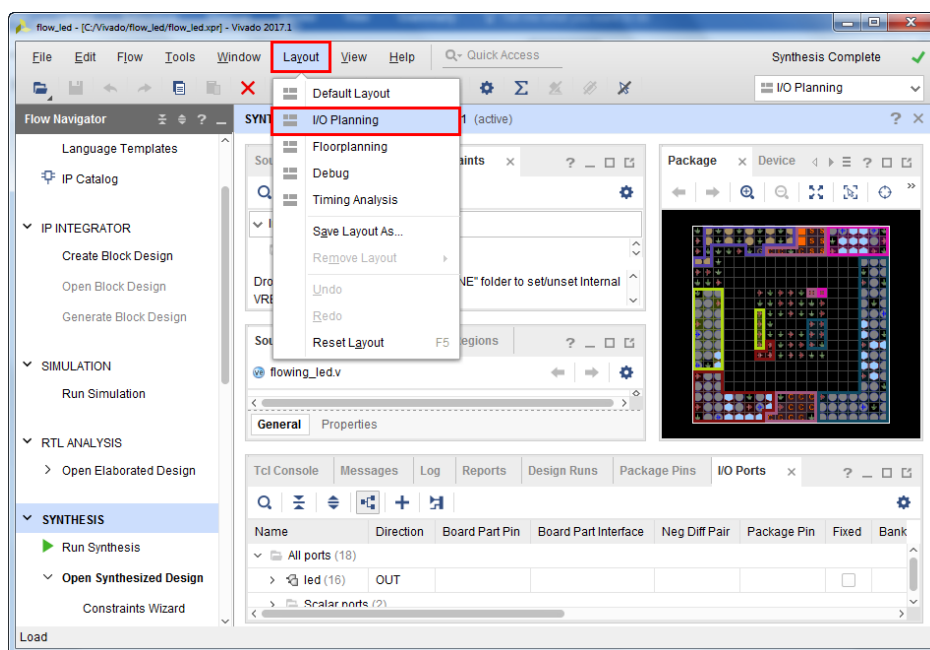 flow_led - [C:/Vivado/flow_led/flow_led.xpr] - Vivado 2017.1
File Edit Flow Tools Window Layout View Help Quick Access Synthesis Complete
I/O Planning
Flow Navigator
Language Templates
IP Catalog
IP INTEGRATOR
Create Block Design
Open Block Design
Generate Block Design
SIMULATION
Run Simulation
RTL ANALYSIS
Open Elaborated Design
SYNTHESIS
Run Synthesis
Open Synthesized Design
Constraints Wizard
Load
Default Layout
I/O Planning
Floorplanning
Debug
Timing Analysis
Save Layout As...
Remove Layout
Undo
Redo
Reset Layout F5
SYNT 1 (active)
Sou aints
Dro NE" folder to set/unset Internal
VRE
Sou egions
flowing_led.v
General Properties
Package Device
Tcl Console Messages Log Reports Design Runs Package Pins I/O Ports
Name Direction Board Part Pin Board Part Interface Neg Diff Pair Package Pin Fixed Bank
All ports (18)
led (16) OUT
Scalar ports (2)